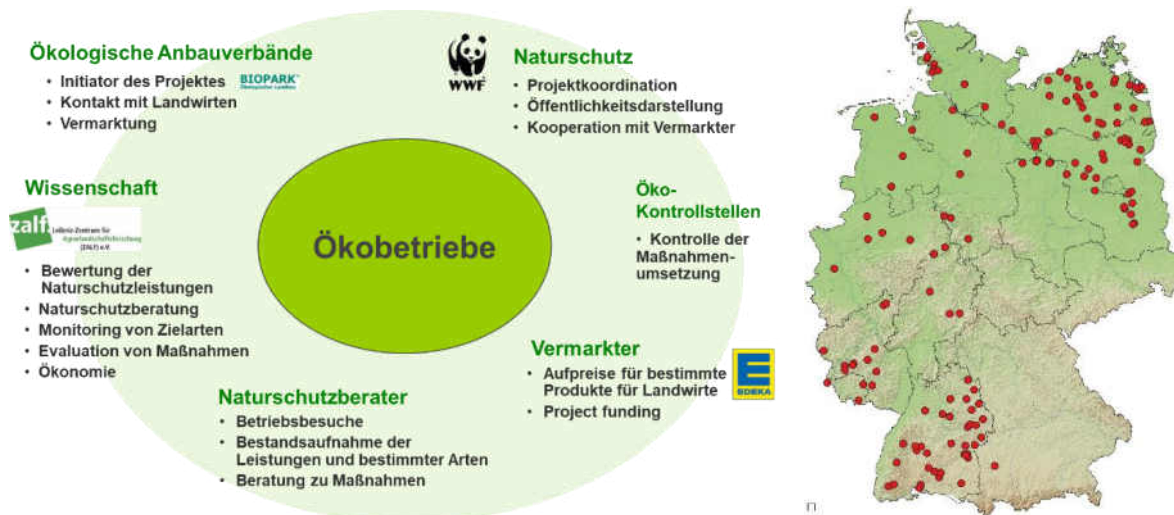 Ökologische Anbauverbände
• Initiator des Projektes
BIOPARK
• Kontakt mit Landwirten
• Vermarktung
WWF
Naturschutz
• Projektkoordination
• Öffentlichkeitsdarstellung
• Kooperation mit Vermarkter
Wissenschaft
zalf
Leibniz-Zentrum für
Agrarlandschaftsforschung
(ZALF) e.V.
• Bewertung der
Naturschutzleistungen
• Naturschutzberatung
• Monitoring von Zielarten
• Evaluation von Maßnahmen
• Ökonomie
Ökobetriebe
Öko-
Kontrollstellen
• Kontrolle der
Maßnahmen-
umsetzung
Vermarkter
• Aufpreise für bestimmte
Produkte für Landwirte
• Project funding
E
EDEKA
Naturschutzberater
• Betriebsbesuche
• Bestandsaufnahme der
Leistungen und bestimmter Arten
• Beratung zu Maßnahmen